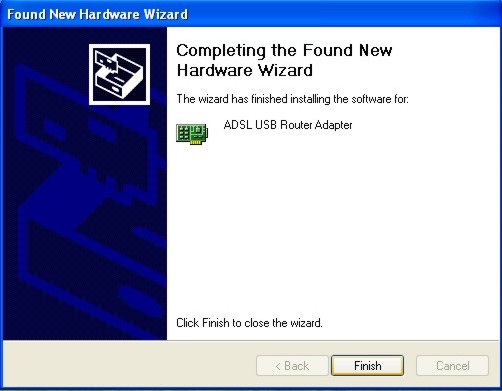 Found New Hardware Wizard
Completing the Found New
Hardware Wizard
The wizard has finished installing the software for:
ADSL USB Router Adapter
Click Finish to close the wizard.
< Back
Finish
Cancel